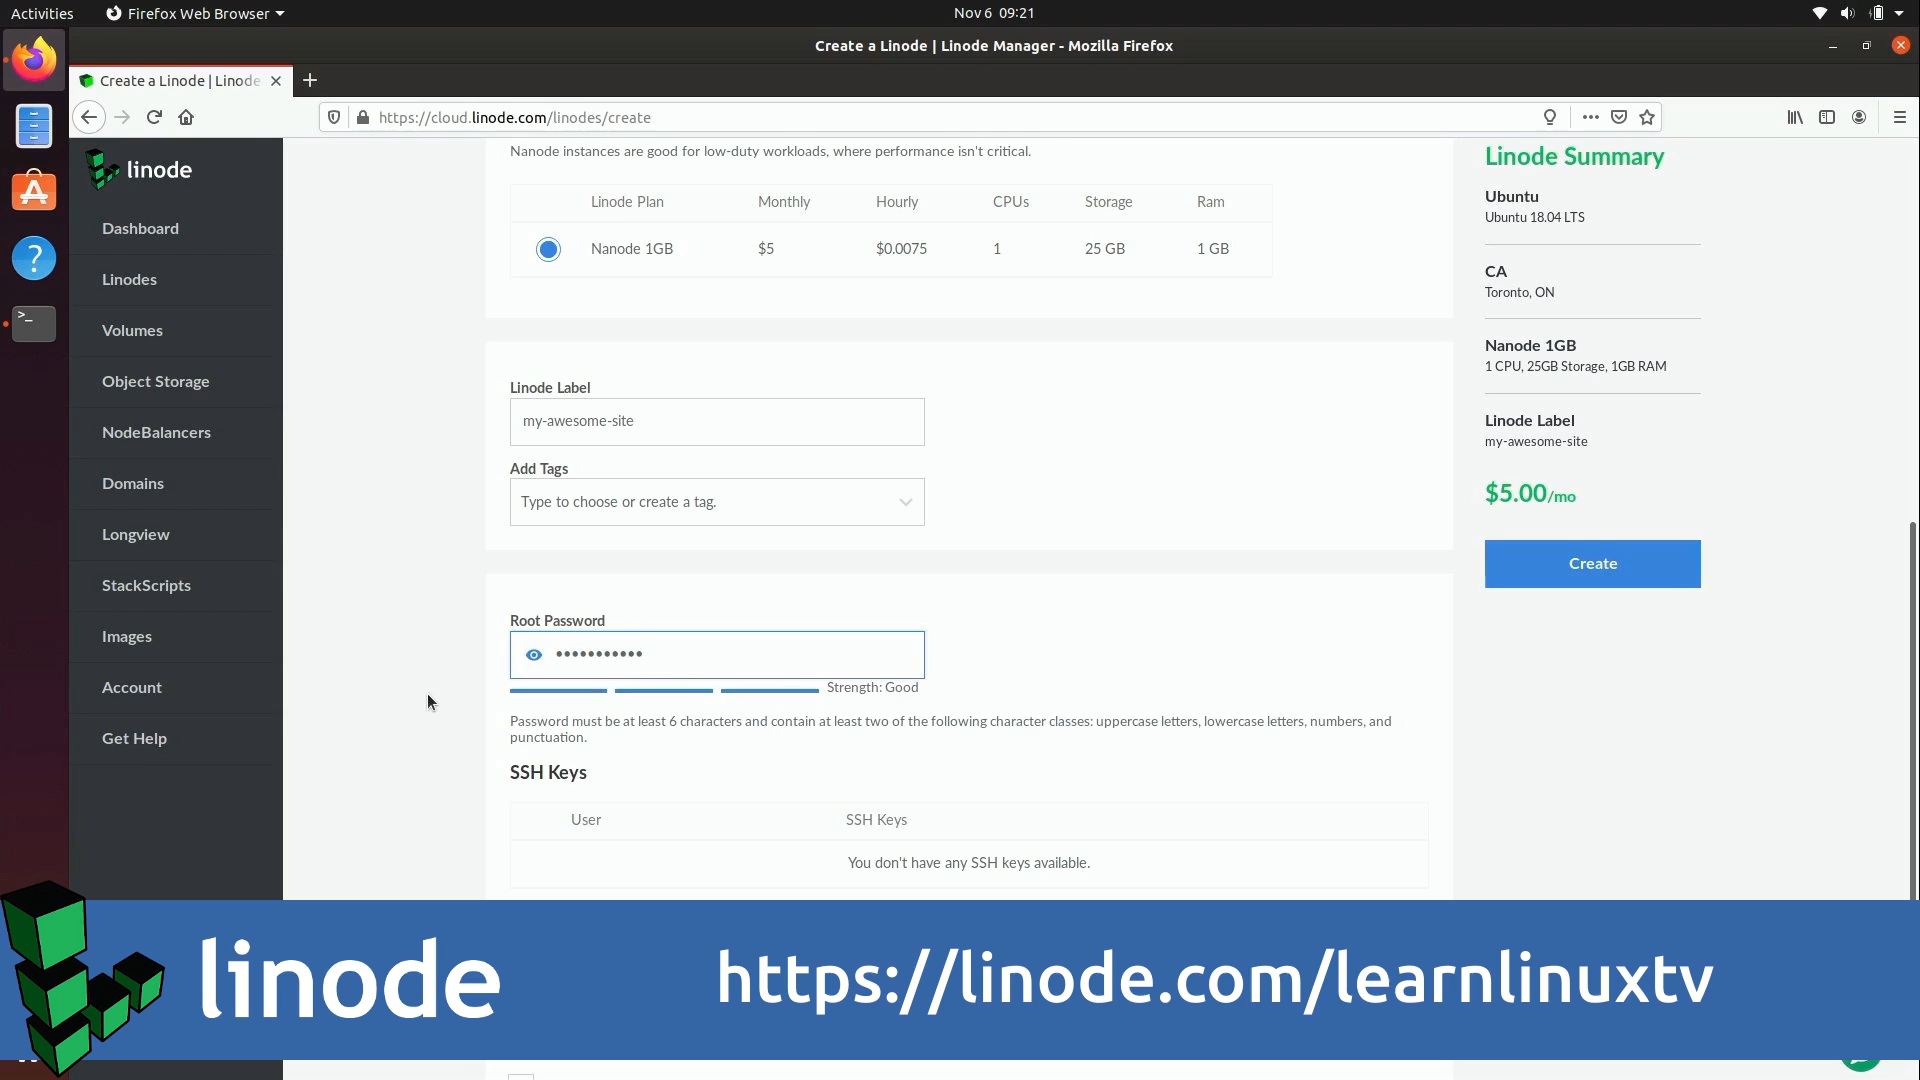 Activities
Firefox Web Browser
Nov 6 09:21
Create a Linode | Linode Manager - Mozilla Firefox
Create a Linode | Linode
https://cloud.linode.com/linodes/create
linode
Dashboard
Linodes
Volumes
Object Storage
NodeBalancers
Domains
Longview
StackScripts
Images
Account
Get Help
Nanode instances are good for low-duty workloads, where performance isn't critical.
Linode Plan Monthly Hourly CPUs Storage Ram
Nanode 1GB $5 $0.0075 1 25 GB 1 GB
Linode Label
my-awesome-site
Add Tags
Type to choose or create a tag.
Root Password
•••••••••••
Strength: Good
Password must be at least 6 characters and contain at least two of the following character classes: uppercase letters, lowercase letters, numbers, and
punctuation.
SSH Keys
User SSH Keys
You don't have any SSH keys available.
Linode Summary
Ubuntu
Ubuntu 18.04 LTS
CA
Toronto, ON
Nanode 1GB
1 CPU, 25GB Storage, 1GB RAM
Linode Label
my-awesome-site
$5.00/mo
Create
linode
https://linode.com/learnlinuxtv